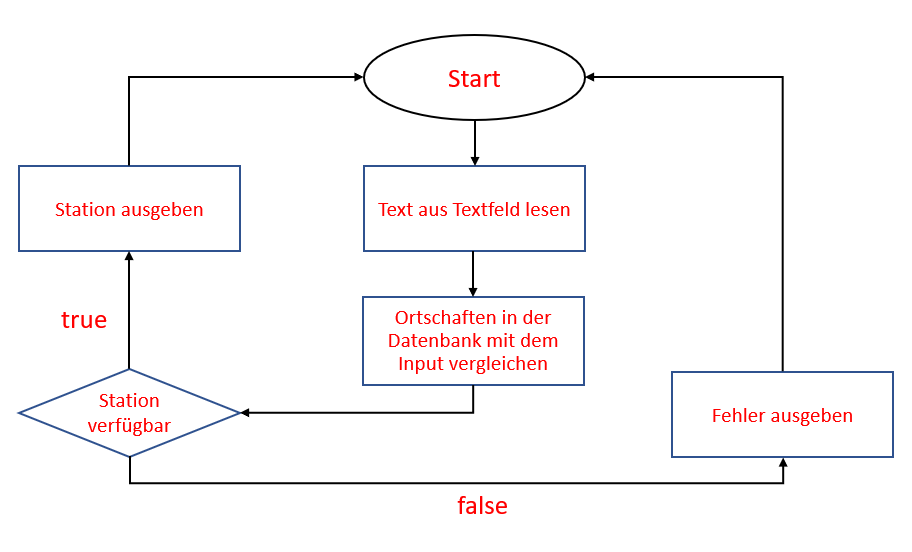 Start
Station ausgeben
Text aus Textfeld lesen
Ortschaften in der
Datenbank mit dem
Input vergleichen
true
Station
verfügbar
Fehler ausgeben
false